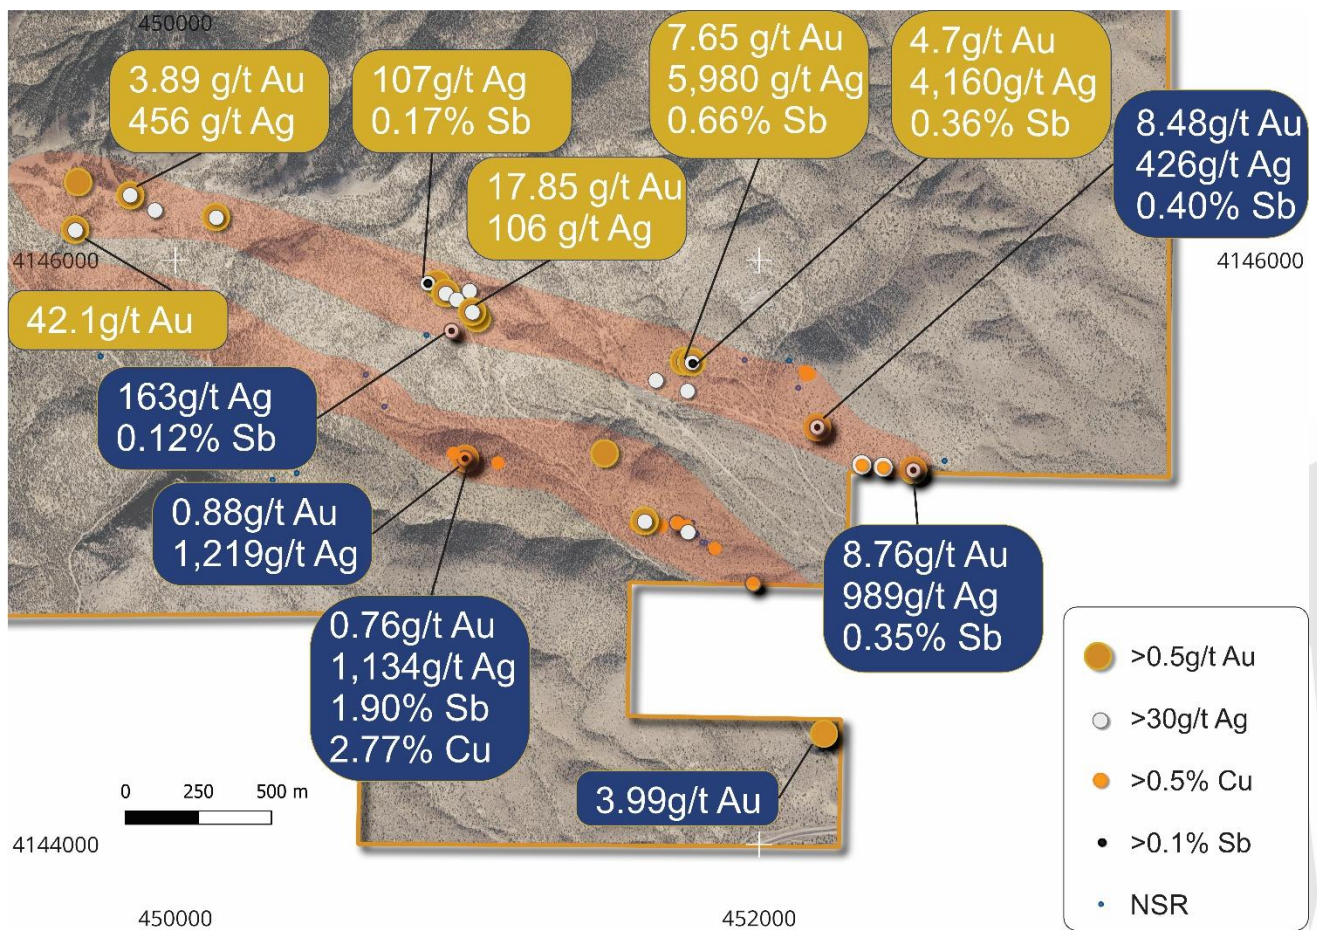 450000
3.89 g/t Au
456 g/t Ag
107g/t Ag
0.17% Sb
7.65 g/t Au
5,980 g/t Ag
0.66% Sb
4.7g/t Au
4,160g/t Ag
0.36% Sb
8.48g/t Au
426g/t Ag
0.40% Sb
17.85 g/t Au
106 g/t Ag
4146000
4146000
42.1g/t Au
163g/t Ag
0.12% Sb
0.88g/t Au
1,219g/t Ag
0.76g/t Au
1,134g/t Ag
1.90% Sb
2.77% Cu
8.76g/t Au
989g/t Ag
0.35% Sb
3.99g/t Au
0 250 500 m
4144000
450000
452000
>0.5g/t Au
>30g/t Ag
>0.5% Cu
>0.1% Sb
NSR